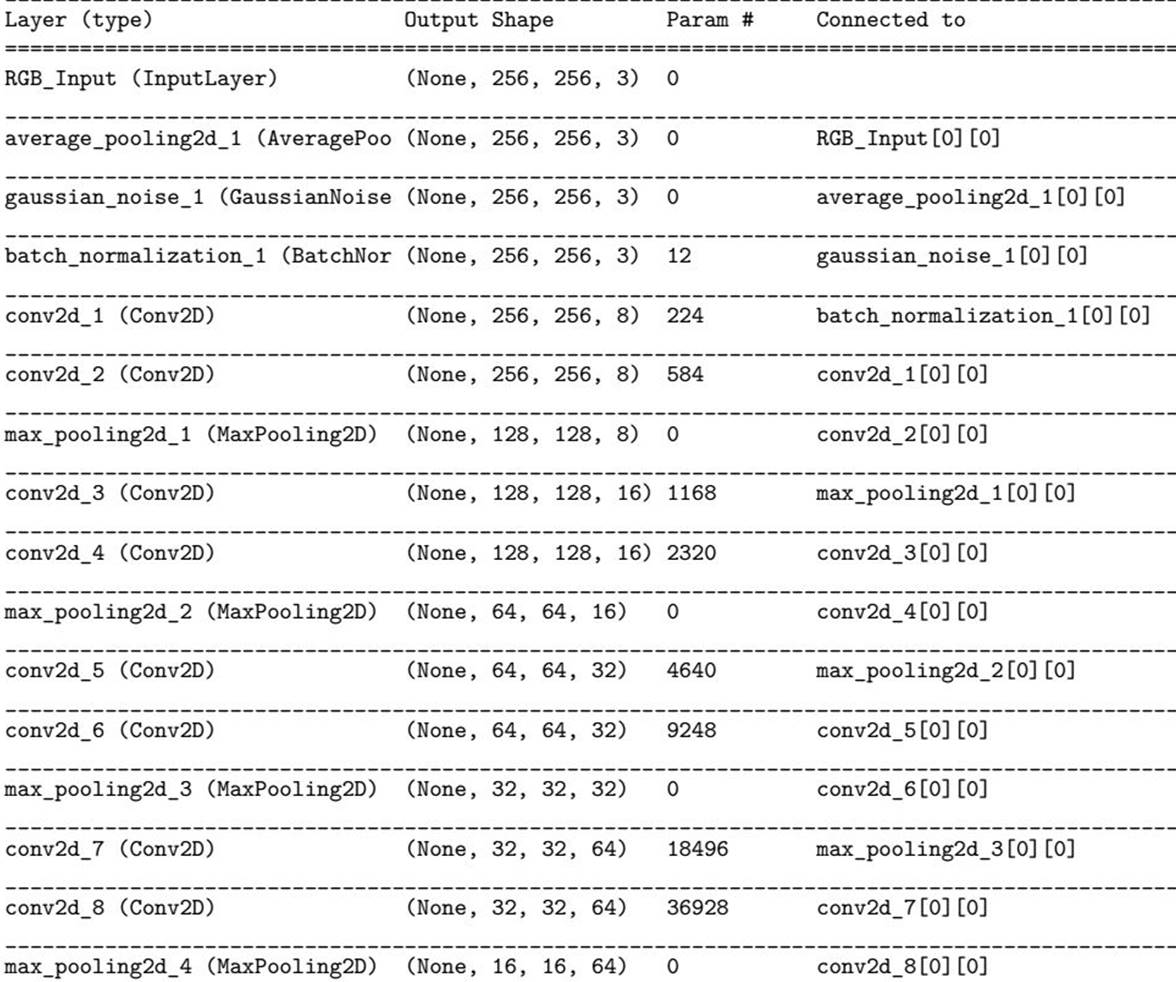 Layer (type) Output Shape Param # Connected to
==================================================================================================
RGB_Input (InputLayer) (None, 256, 256, 3) 0
average_pooling2d_1 (AveragePoo (None, 256, 256, 3) 0 RGB_Input[0][0]
gaussian_noise_1 (GaussianNoise (None, 256, 256, 3) 0 average_pooling2d_1[0][0]
batch_normalization_1 (BatchNor (None, 256, 256, 3) 12 gaussian_noise_1[0][0]
conv2d_1 (Conv2D) (None, 256, 256, 8) 224 batch_normalization_1[0][0]
conv2d_2 (Conv2D) (None, 256, 256, 8) 584 conv2d_1[0][0]
max_pooling2d_1 (MaxPooling2D) (None, 128, 128, 8) 0 conv2d_2[0][0]
conv2d_3 (Conv2D) (None, 128, 128, 16) 1168 max_pooling2d_1[0][0]
conv2d_4 (Conv2D) (None, 128, 128, 16) 2320 conv2d_3[0][0]
max_pooling2d_2 (MaxPooling2D) (None, 64, 64, 16) 0 conv2d_4[0][0]
conv2d_5 (Conv2D) (None, 64, 64, 32) 4640 max_pooling2d_2[0][0]
conv2d_6 (Conv2D) (None, 64, 64, 32) 9248 conv2d_5[0][0]
max_pooling2d_3 (MaxPooling2D) (None, 32, 32, 32) 0 conv2d_6[0][0]
conv2d_7 (Conv2D) (None, 32, 32, 64) 18496 max_pooling2d_3[0][0]
conv2d_8 (Conv2D) (None, 32, 32, 64) 36928 conv2d_7[0][0]
max_pooling2d_4 (MaxPooling2D) (None, 16, 16, 64) 0 conv2d_8[0][0]